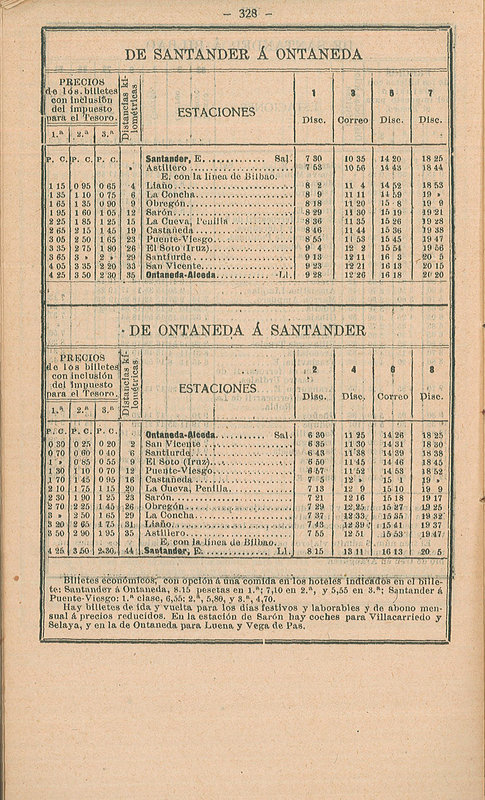 — 328 —
DE SANTANDER Á ONTANEDA
PRECIOS de los billetes con inclusión del impuesto para el Tesoro. Distancias kilométricas ESTACIONES 1 3 5 7
1.ª 2.ª 3.ª Disc. Correo Disc. Disc.
P. C. P. C. P. C. Santander, E. Sal. 7 30 10 35 14 20 18 25
» Astillero 7 53 10 56 14 43 18 44
E. con la línea de Bilbao.
1 15 0 95 0 65 4 Liaño 8 2 11 4 14 52 18 53
1 35 1 10 0 75 6 La Concha 8 9 11 11 14 59 19 »
1 65 1 35 0 90 9 Obregón 8 18 11 20 15 8 19 9
1 95 1 60 1 05 12 Sarón 8 29 11 30 15 19 19 21
2 25 1 85 1 25 15 La Cueva, Penilla 8 36 11 35 15 26 19 28
2 65 2 15 1 45 19 Castañeda 8 46 11 44 15 36 19 38
3 05 2 50 1 65 23 Puente-Viesgo 8 55 11 53 15 45 19 47
3 35 2 75 1 80 26 El Soto (Iruz) 9 4 12 2 15 54 19 56
3 65 3 » 2 » 29 Santiurde 9 13 12 11 16 3 20 5
4 05 3 35 2 20 33 San Vicente 9 23 12 21 16 13 20 15
4 25 3 50 2 30 35 Ontaneda-Alceda Ll. 9 28 12 26 16 18 20 20
DE ONTANEDA Á SANTANDER
PRECIOS de los billetes con inclusión del impuesto para el Tesoro. Distancias kilométricas ESTACIONES 2 4 6 8
1.ª 2.ª 3.ª Disc. Disc. Correo Disc.
P. C. P. C. P. C. Ontaneda-Alceda Sal. 6 30 11 25 14 26 18 25
0 30 0 25 0 20 2 San Vicente 6 35 11 30 14 31 18 30
0 70 0 60 0 40 6 Santiurde 6 43 11 38 14 39 18 38
1 » 0 85 0 55 9 El Soto (Iruz) 6 50 11 45 14 46 18 45
1 30 1 10 0 70 12 Puente-Viesgo 6 57 11 52 14 53 18 52
1 70 1 45 0 95 16 Castañeda 7 5 12 » 15 1 19 »
2 10 1 75 1 15 20 La Cueva, Penilla 7 13 12 9 15 10 19 9
2 30 1 90 1 25 23 Sarón 7 21 12 16 15 18 19 17
2 70 2 25 1 45 26 Obregón 7 29 12 25 15 27 19 25
3 » 2 50 1 65 29 La Concha 7 37 12 33 15 35 19 32
3 20 2 65 1 75 31 Liaño 7 43 12 39 15 41 19 37
3 50 2 90 1 95 35 Astillero 7 55 12 51 15 53 19 47
E. con la línea de Bilbao.
4 25 3 50 2 30 44 Santander, E. Ll. 8 15 13 11 16 13 20 5
Billetes económicos, con opción á una comida en los hoteles indicados en el bille-
te: Santander á Ontaneda, 8.15 pesetas en 1.ª; 7,10 en 2.ª, y 5,55 en 3.ª; Santander á
Puente-Viesgo: 1.ª clase, 6,55; 2.ª, 5,80, y 3.ª, 4,70.
Hay billetes de ida y vuelta para los días festivos y laborables y de abono men-
sual á precios reducidos. En la estación de Sarón hay coches para Villacarriedo y
Selaya, y en la de Ontaneda para Luena y Vega de Pas.